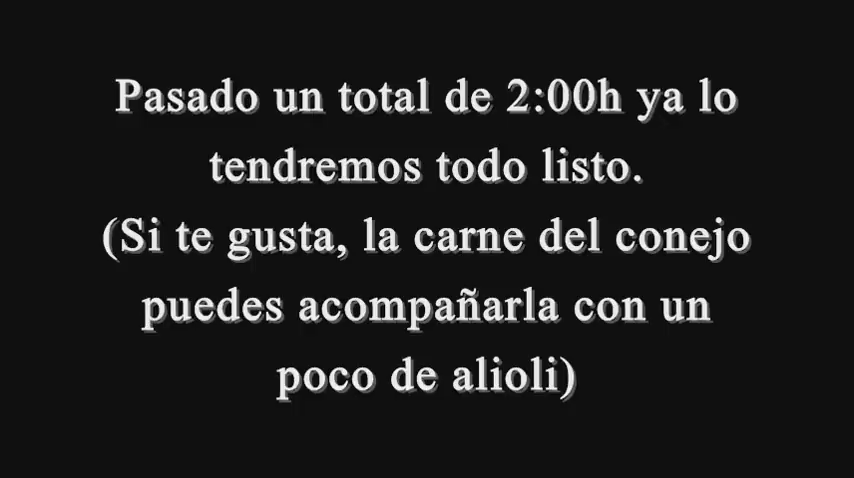 Pasado un total de 2:00h ya lo
tendremos todo listo.
(Si te gusta, la carne del conejo
puedes acompañarla con un
poco de alioli)